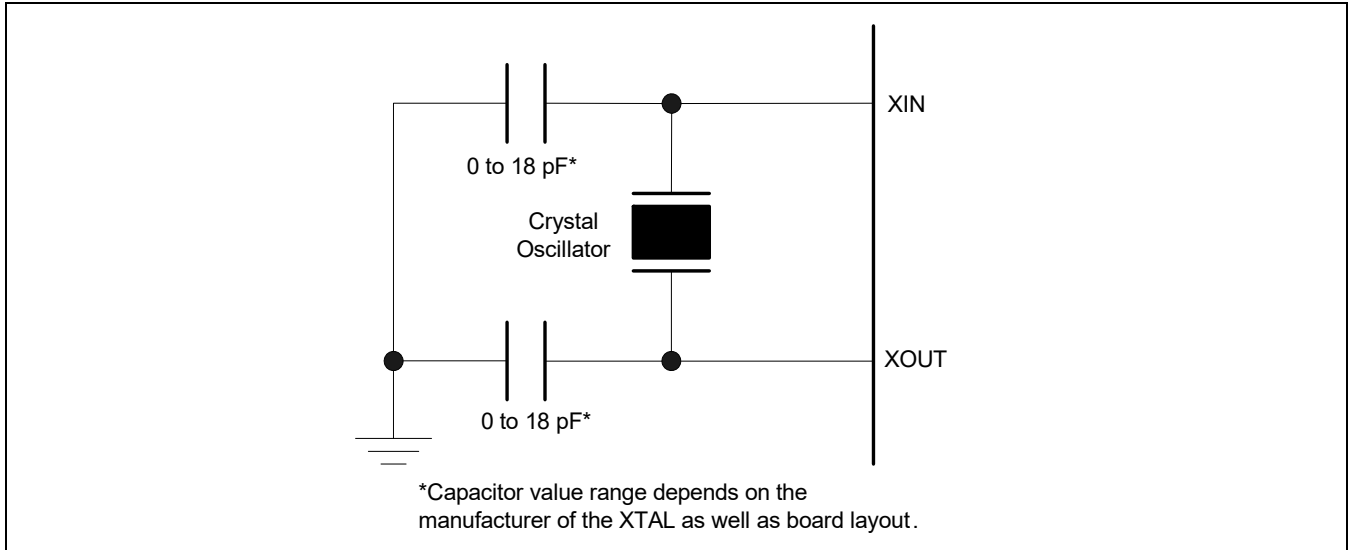 XIN
0 to 18 pF*
Crystal
Oscillator
XOUT
0 to 18 pF*
*Capacitor value range depends on the
manufacturer of the XTAL as well as board layout.